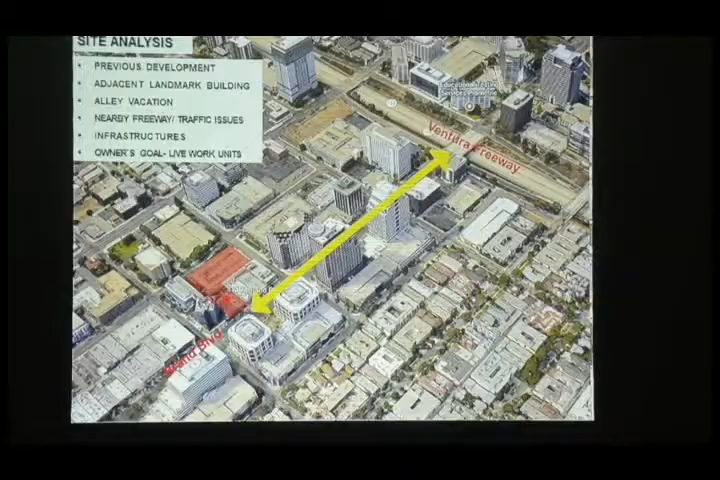 SITE ANALYSIS
• PREVIOUS DEVELOPMENT
• ADJACENT LANDMARK BUILDING
• ALLEY VACATION
• NEARBY FREEWAY/ TRAFFIC ISSUES
• INFRASTRUCTURES
• OWNER'S GOAL- LIVE WORK UNITS
Ventura Freeway
Blvd